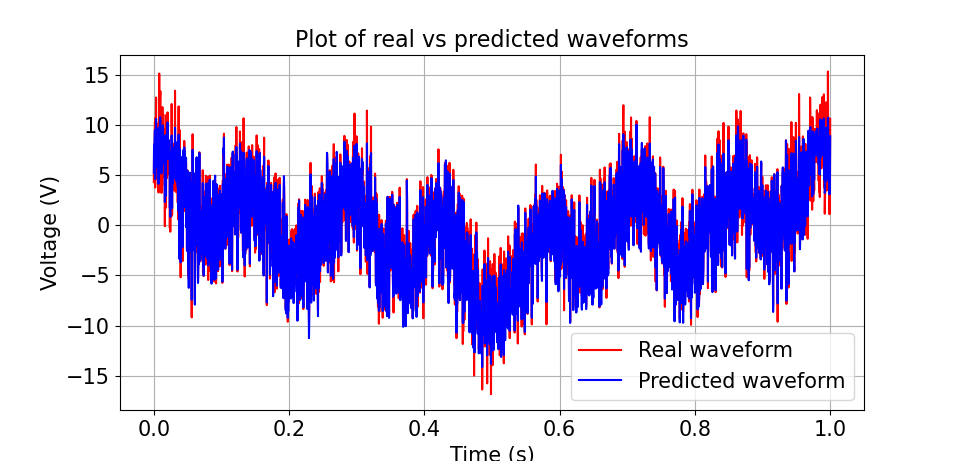 Plot of real vs predicted waveforms
Voltage (V)
15
10
5
0
−5
−10
−15
Real waveform
Predicted waveform
0.0 0.2 0.4 0.6 0.8 1.0
Time (s)